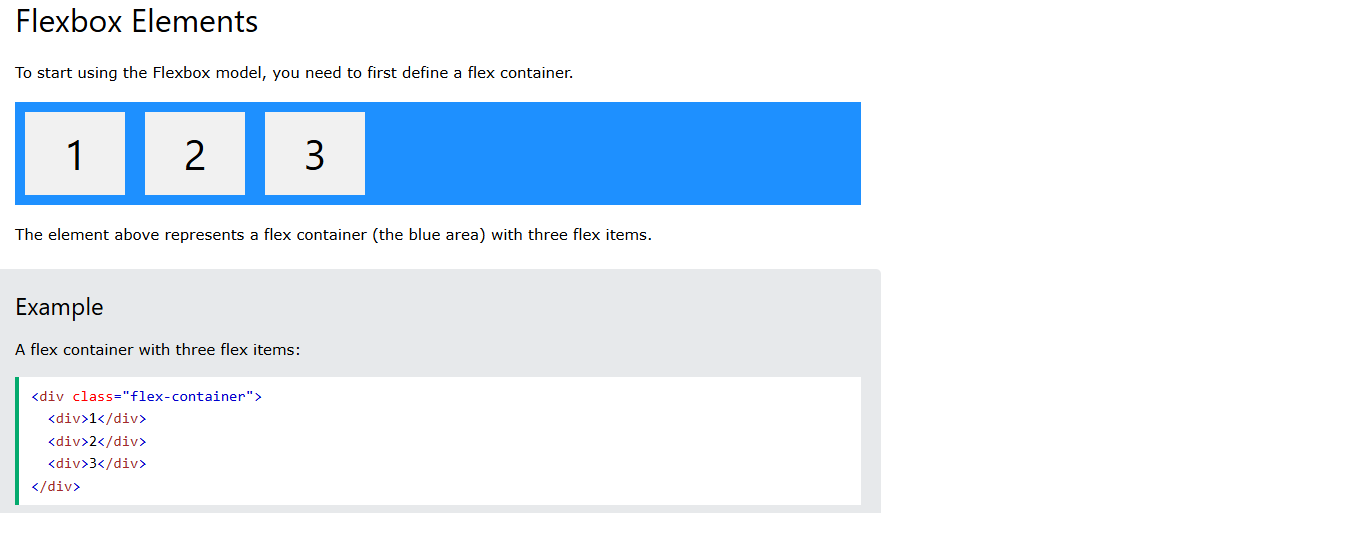 Flexbox Elements
To start using the Flexbox model, you need to first define a flex container.
1 2 3
The element above represents a flex container (the blue area) with three flex items.
Example
A flex container with three flex items:
<div class="flex-container">
  <div>1</div>
  <div>2</div>
  <div>3</div>
</div>